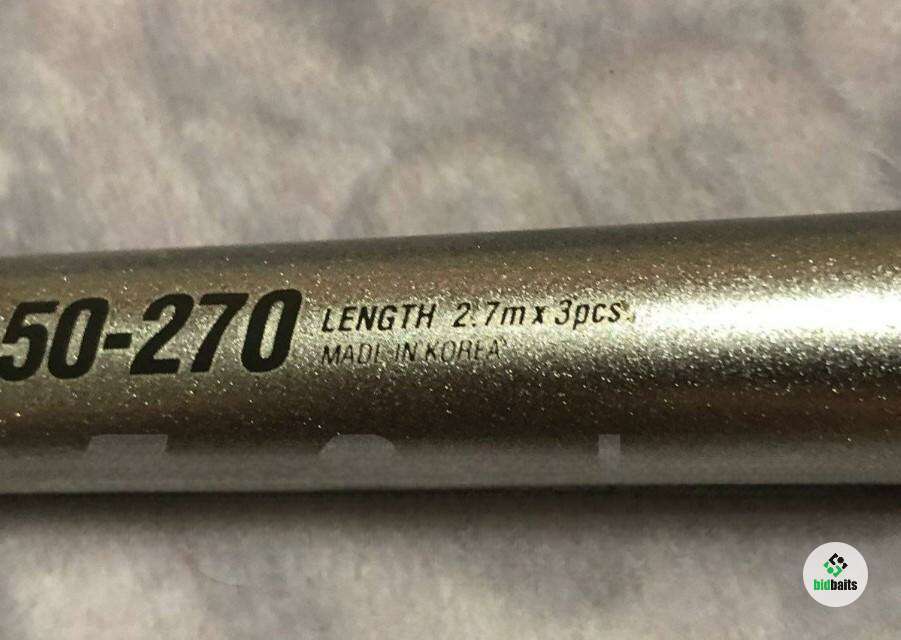 50-270
LENGTH 2.7m x 3pcs.
MADE IN KOREA
bidbaits